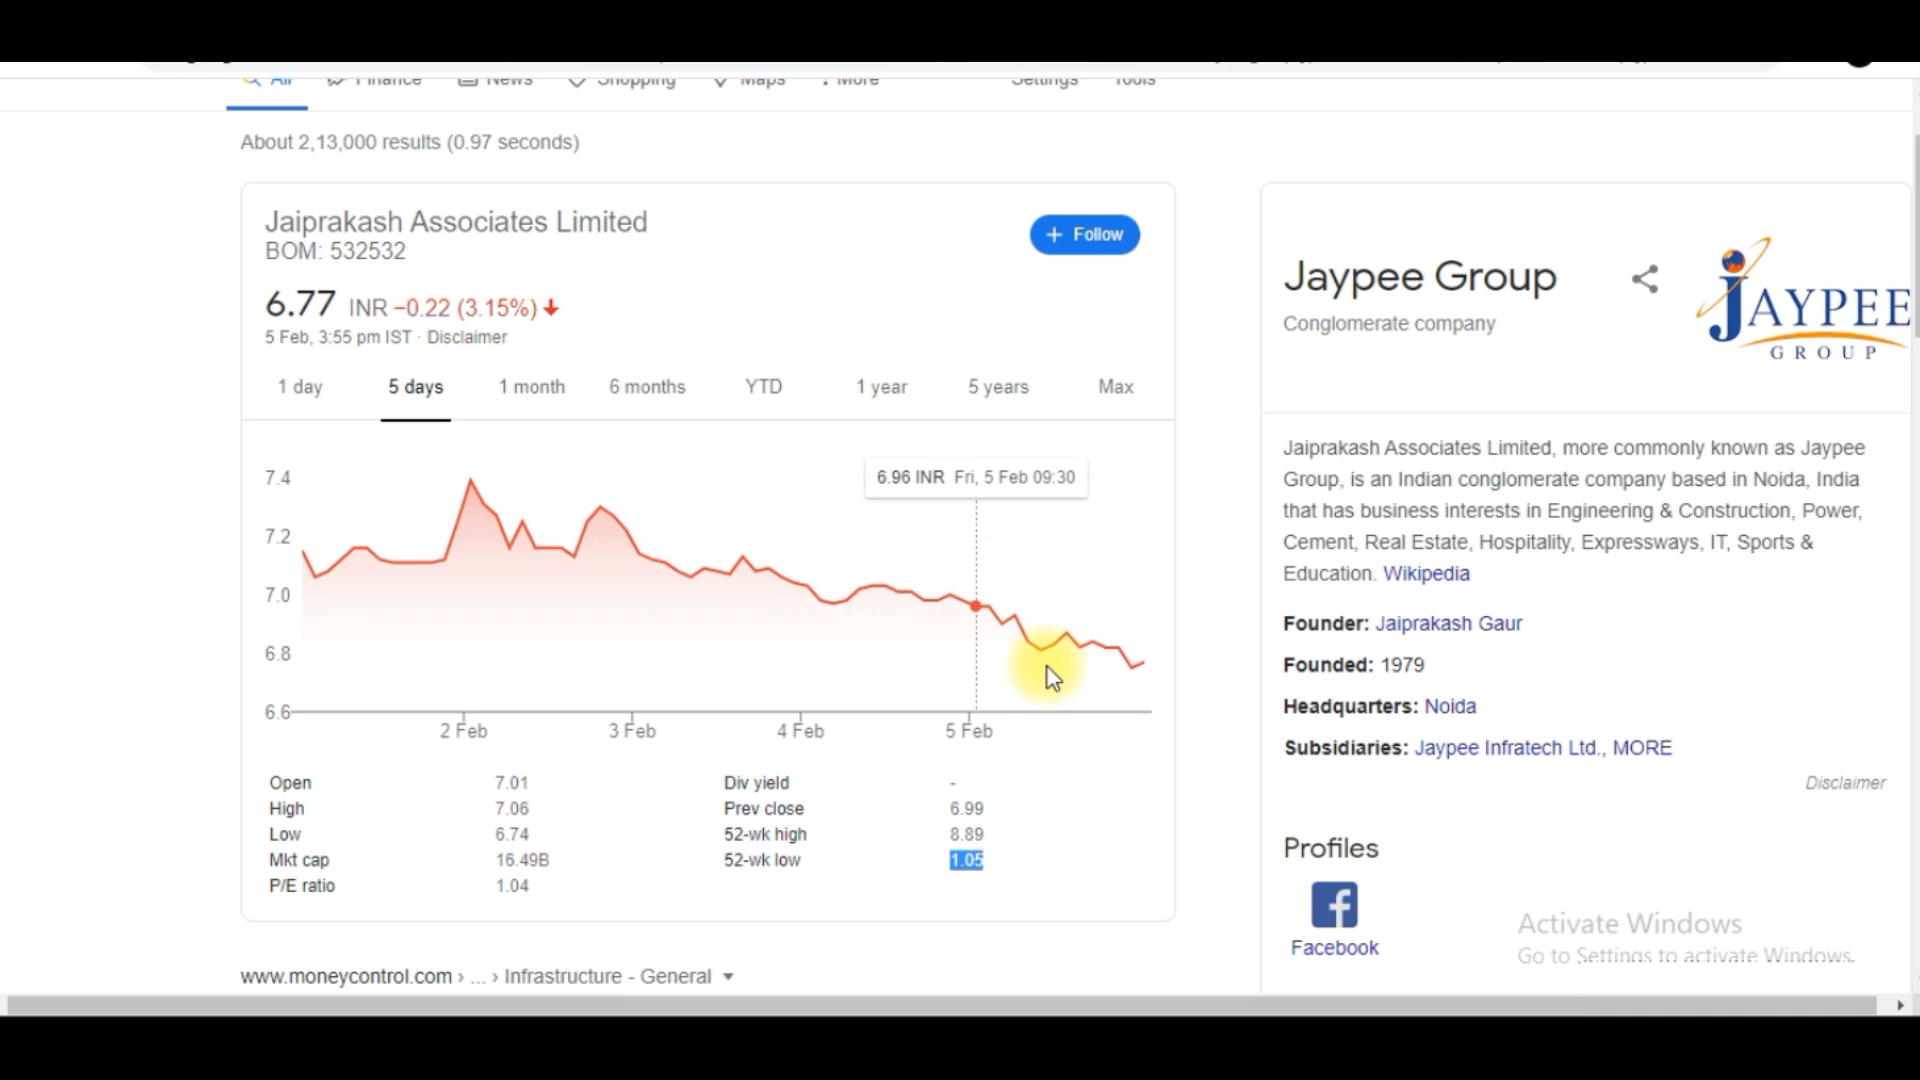 All Finance News Shopping Maps More Settings Tools
About 2,13,000 results (0.97 seconds)
Jaiprakash Associates Limited
BOM: 532532
+ Follow
6.77 INR −0.22 (3.15%)
5 Feb, 3:55 pm IST · Disclaimer
1 day 5 days 1 month 6 months YTD 1 year 5 years Max
6.96 INR Fri, 5 Feb 09:30
7.4
7.2
7.0
6.8
6.6
2 Feb 3 Feb 4 Feb 5 Feb
Open 7.01 Div yield -
High 7.06 Prev close 6.99
Low 6.74 52-wk high 8.89
Mkt cap 16.49B 52-wk low 1.05
P/E ratio 1.04
www.moneycontrol.com › ... › Infrastructure - General
Jaypee Group
Conglomerate company
JAYPEE
GROUP
Jaiprakash Associates Limited, more commonly known as Jaypee
Group, is an Indian conglomerate company based in Noida, India
that has business interests in Engineering & Construction, Power,
Cement, Real Estate, Hospitality, Expressways, IT, Sports &
Education. Wikipedia
Founder: Jaiprakash Gaur
Founded: 1979
Headquarters: Noida
Subsidiaries: Jaypee Infratech Ltd., MORE
Disclaimer
Profiles
Facebook
Activate Windows
Go to Settings to activate Windows.